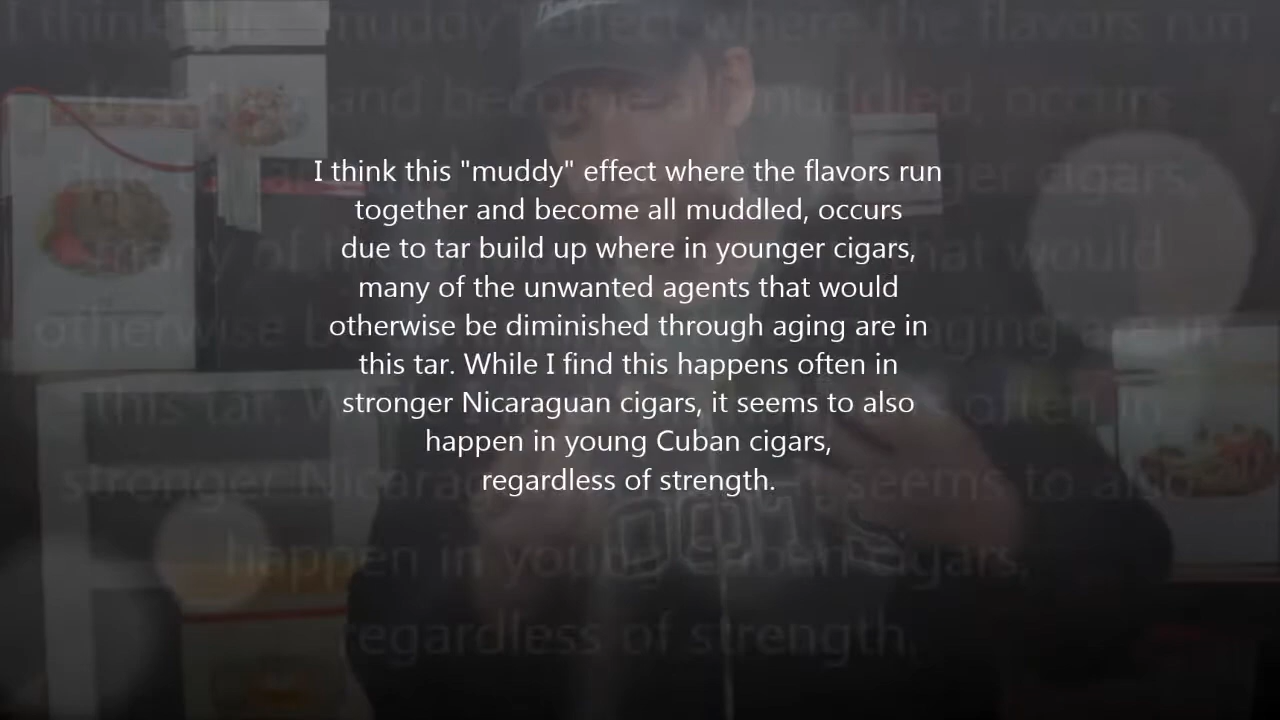 I think this "muddy" effect where the flavors run
together and become all muddled, occurs
due to tar build up where in younger cigars,
many of the unwanted agents that would
otherwise be diminished through aging are in
this tar. While I find this happens often in
stronger Nicaraguan cigars, it seems to also
happen in young Cuban cigars,
regardless of strength.